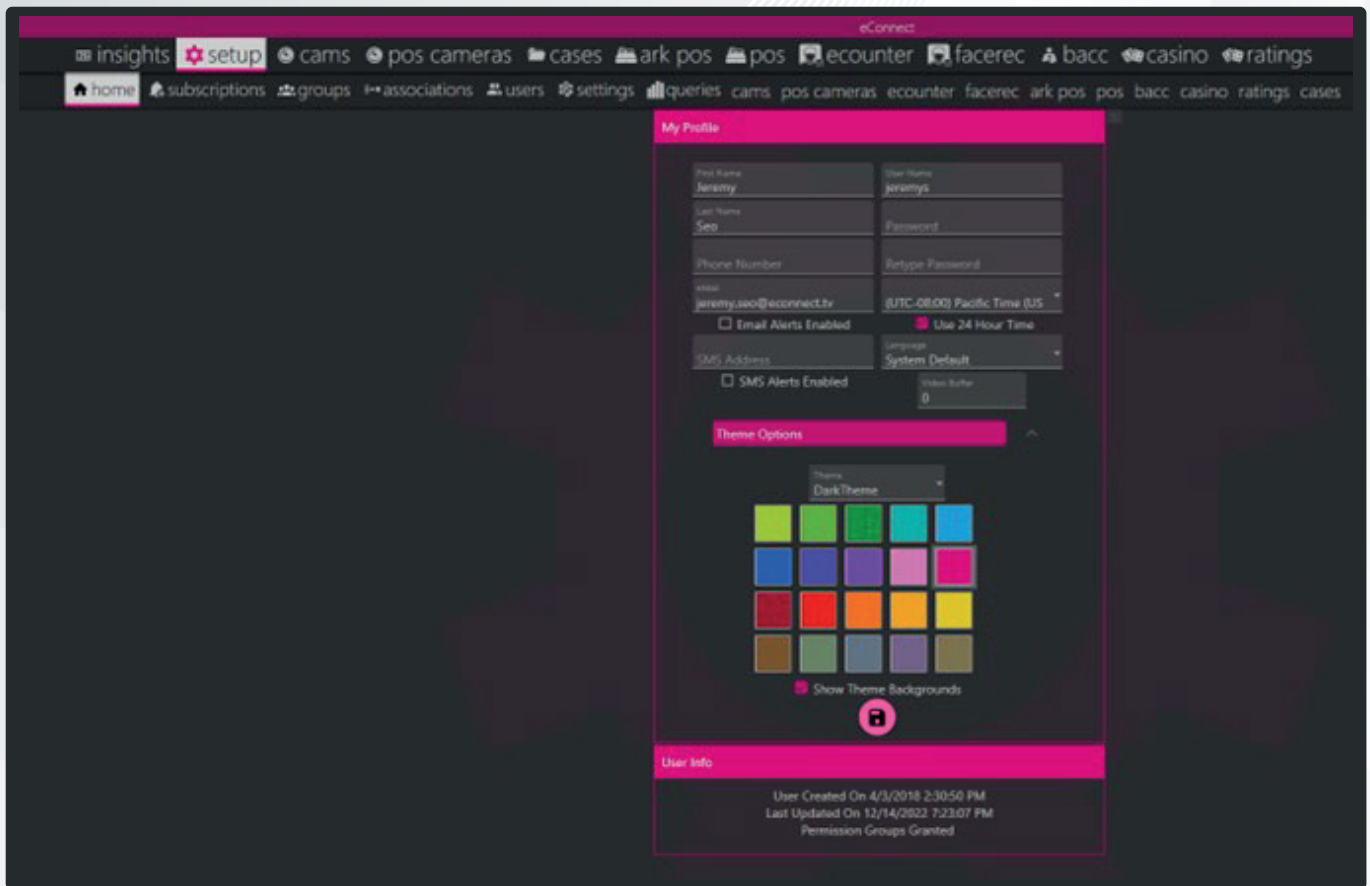 eConnect
insights setup cams pos cameras cases ark pos pos ecounter facerec bacc casino ratings
home subscriptions groups associations users settings queries cams pos cameras ecounter facerec ark pos pos bacc casino ratings cases
My Profile
First Name User Name
Jeremy jeremys
Last Name
Seo Password
Phone Number Retype Password
eMail
jeremy.seo@econnect.tv (UTC-08:00) Pacific Time (US
Email Alerts Enabled Use 24 Hour Time
Language
SMS Address System Default
SMS Alerts Enabled Video Buffer
0
Theme Options
Theme
DarkTheme
Show Theme Backgrounds
User Info
User Created On 4/3/2018 2:30:50 PM
Last Updated On 12/14/2022 7:23:07 PM
Permission Groups Granted